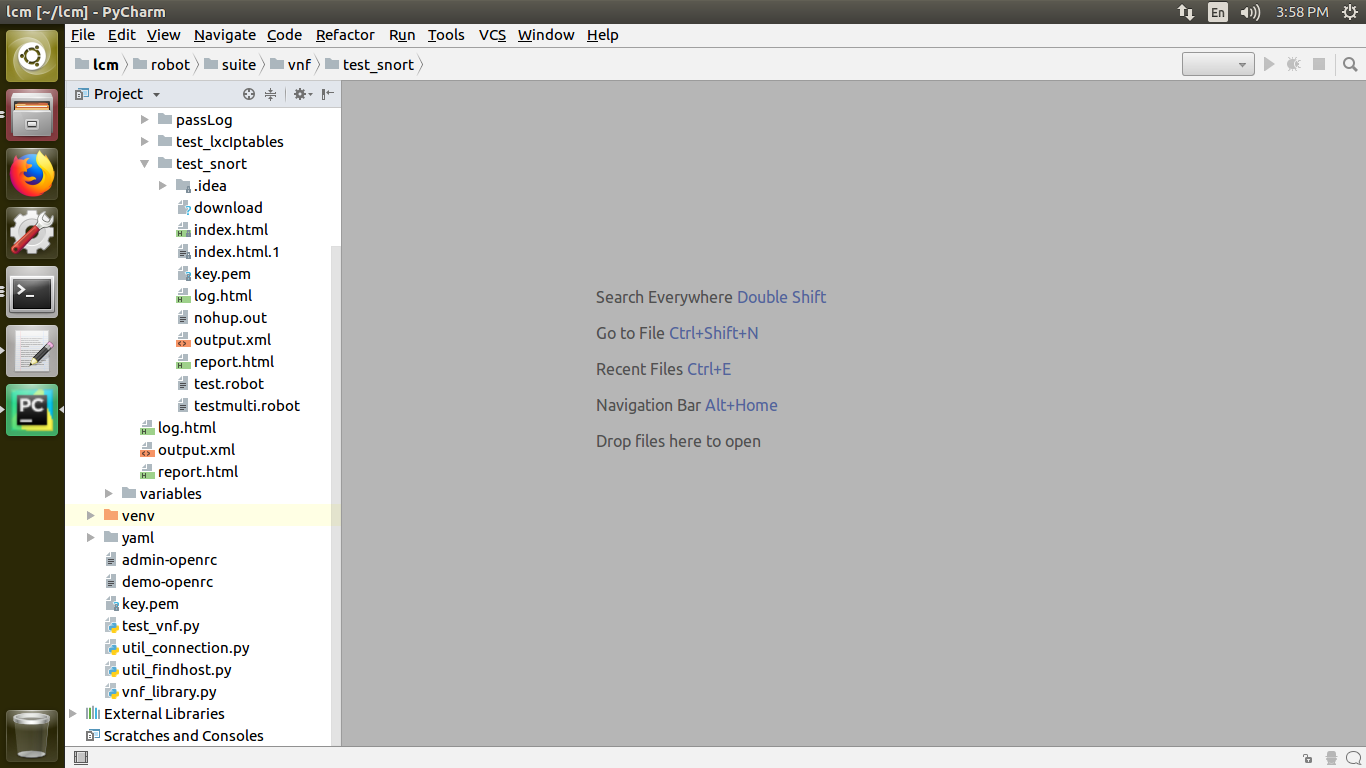 lcm [~/lcm] - PyCharm
En
3:58 PM
File Edit View Navigate Code Refactor Run Tools VCS Window Help
lcm robot suite vnf test_snort
Project
passLog
test_lxcIptables
test_snort
.idea
download
index.html
index.html.1
key.pem
log.html
nohup.out
output.xml
report.html
test.robot
testmulti.robot
log.html
output.xml
report.html
variables
venv
yaml
admin-openrc
demo-openrc
key.pem
test_vnf.py
util_connection.py
util_findhost.py
vnf_library.py
External Libraries
Scratches and Consoles
Search Everywhere Double Shift
Go to File Ctrl+Shift+N
Recent Files Ctrl+E
Navigation Bar Alt+Home
Drop files here to open
PC